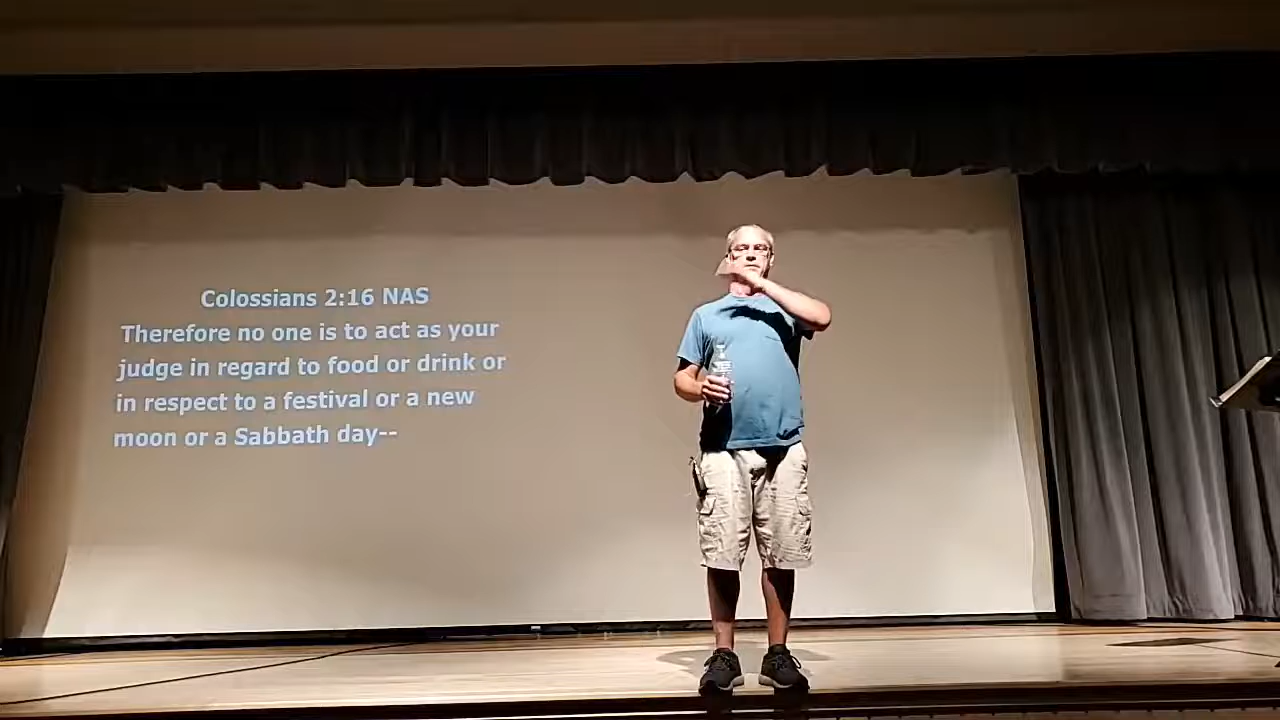 Colossians 2:16 NAS
Therefore no one is to act as your
judge in regard to food or drink or
in respect to a festival or a new
moon or a Sabbath day--